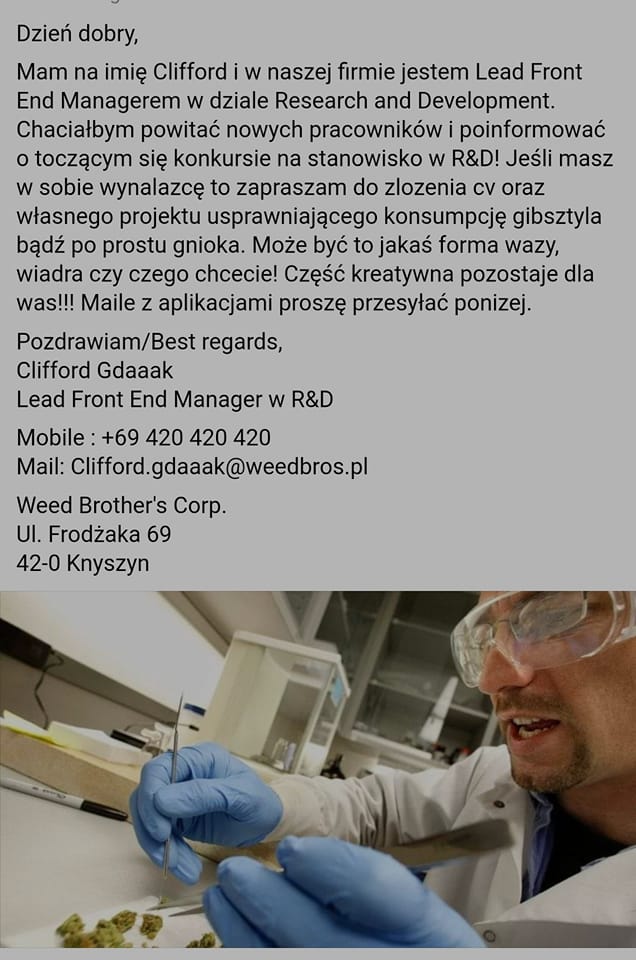 Dzień dobry,
Mam na imię Clifford i w naszej firmie jestem Lead Front
End Managerem w dziale Research and Development.
Chaciałbym powitać nowych pracowników i poinformować
o toczącym się konkursie na stanowisko w R&D! Jeśli masz
w sobie wynalazcę to zapraszam do zlozenia cv oraz
własnego projektu usprawniającego konsumpcję gibsztyla
bądź po prostu gnioka. Może być to jakaś forma wazy,
wiadra czy czego chcecie! Część kreatywna pozostaje dla
was!!! Maile z aplikacjami proszę przesyłać ponizej.
Pozdrawiam/Best regards,
Clifford Gdaaak
Lead Front End Manager w R&D
Mobile : +69 420 420 420
Mail: Clifford.gdaaak@weedbros.pl
Weed Brother's Corp.
Ul. Frodżaka 69
42-0 Knyszyn